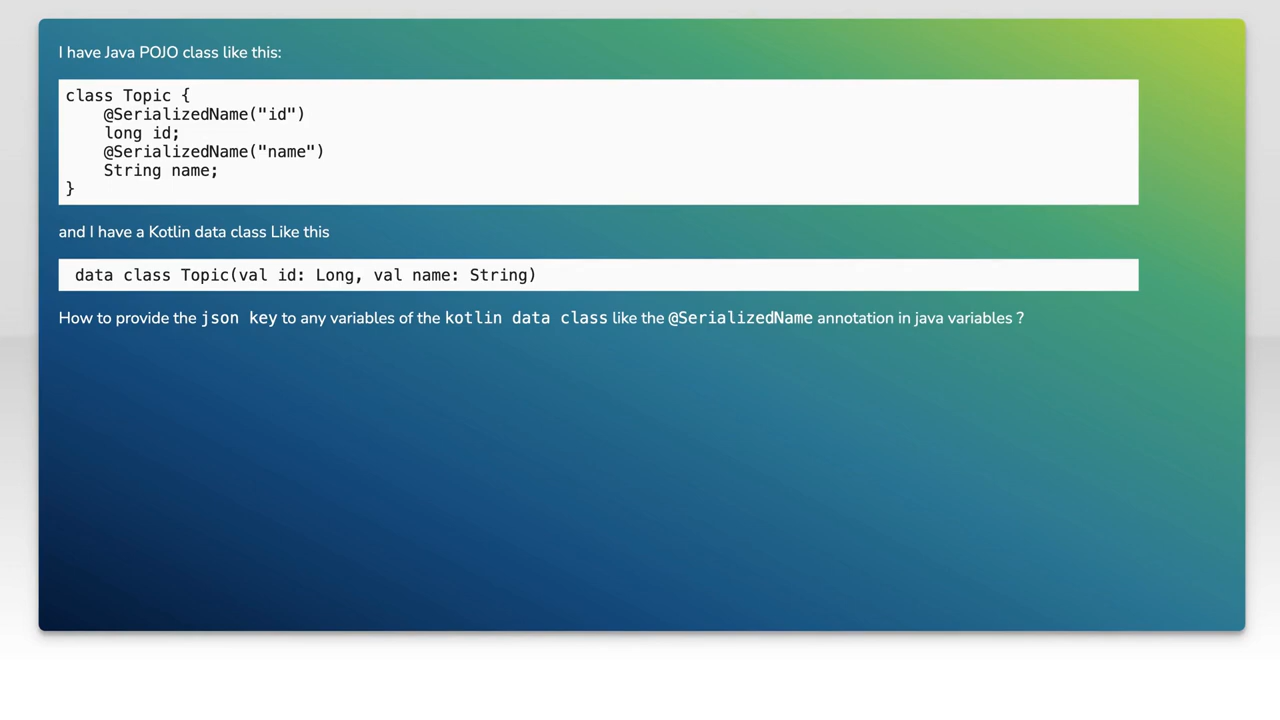 I have Java POJO class like this:
class Topic {
    @SerializedName("id")
    long id;
    @SerializedName("name")
    String name;
}
and I have a Kotlin data class Like this
data class Topic(val id: Long, val name: String)
How to provide the json key to any variables of the kotlin data class like the @SerializedName annotation in java variables ?